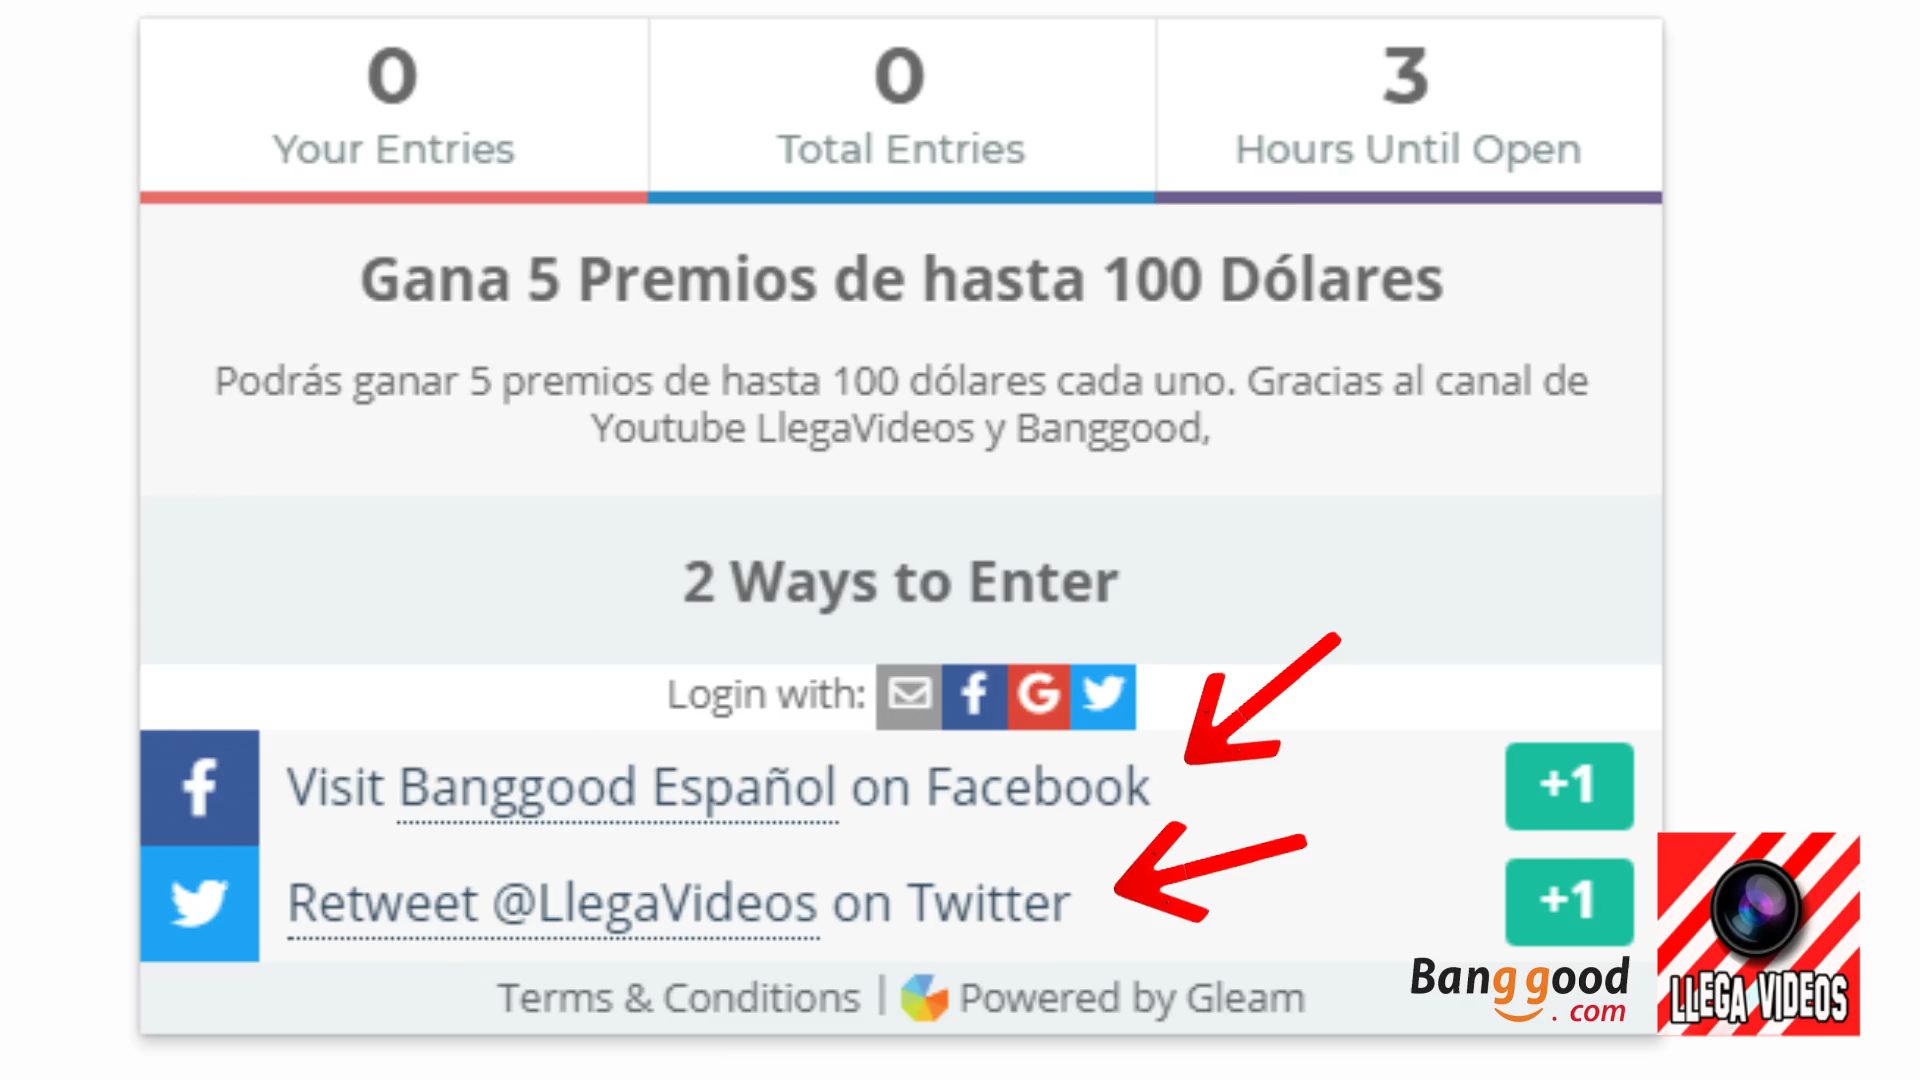 0
Your Entries
0
Total Entries
3
Hours Until Open
Gana 5 Premios de hasta 100 Dólares
Podrás ganar 5 premios de hasta 100 dólares cada uno. Gracias al canal de
Youtube LlegaVideos y Banggood,
2 Ways to Enter
Login with:
Visit Banggood Español on Facebook
+1
Retweet @LlegaVideos on Twitter
+1
Terms & Conditions | Powered by Gleam
Banggood
.com
LLEGA VIDEOS